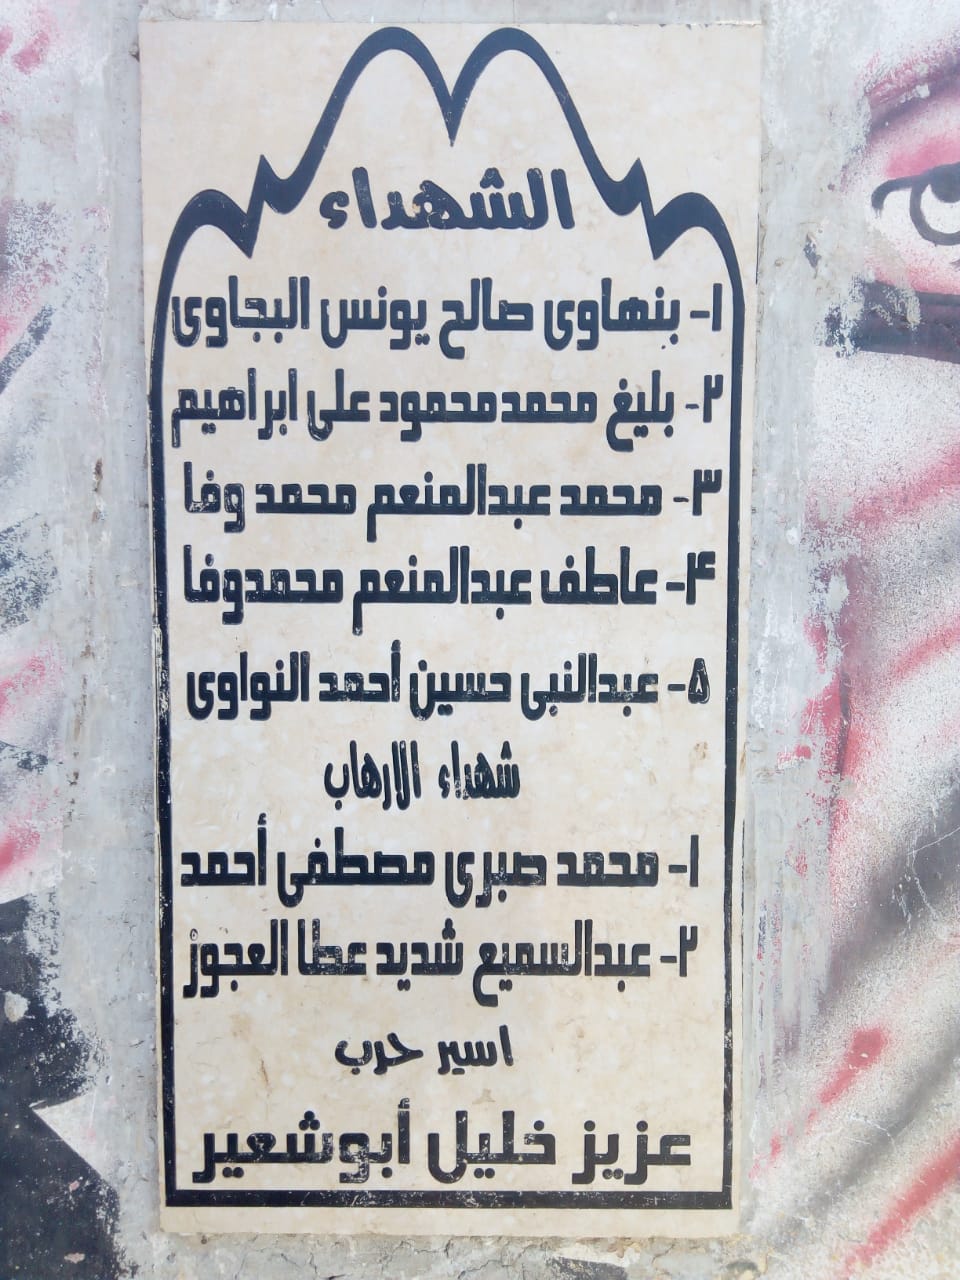 الشهداء
١- بنهاوى صالح يونس البجاوى
٢- بليغ محمد محمود على ابراهيم
٣- محمد عبدالمنعم محمد وفا
۴- عاطف عبدالمنعم محمدوفا
۵- عبدالنبى حسين أحمد النواوى
شهداء الارهاب
١- محمد صبرى مصطفى أحمد
٢- عبدالسميع شديد عطا العجوز
اسير حرب
عزيز خليل أبوشعير